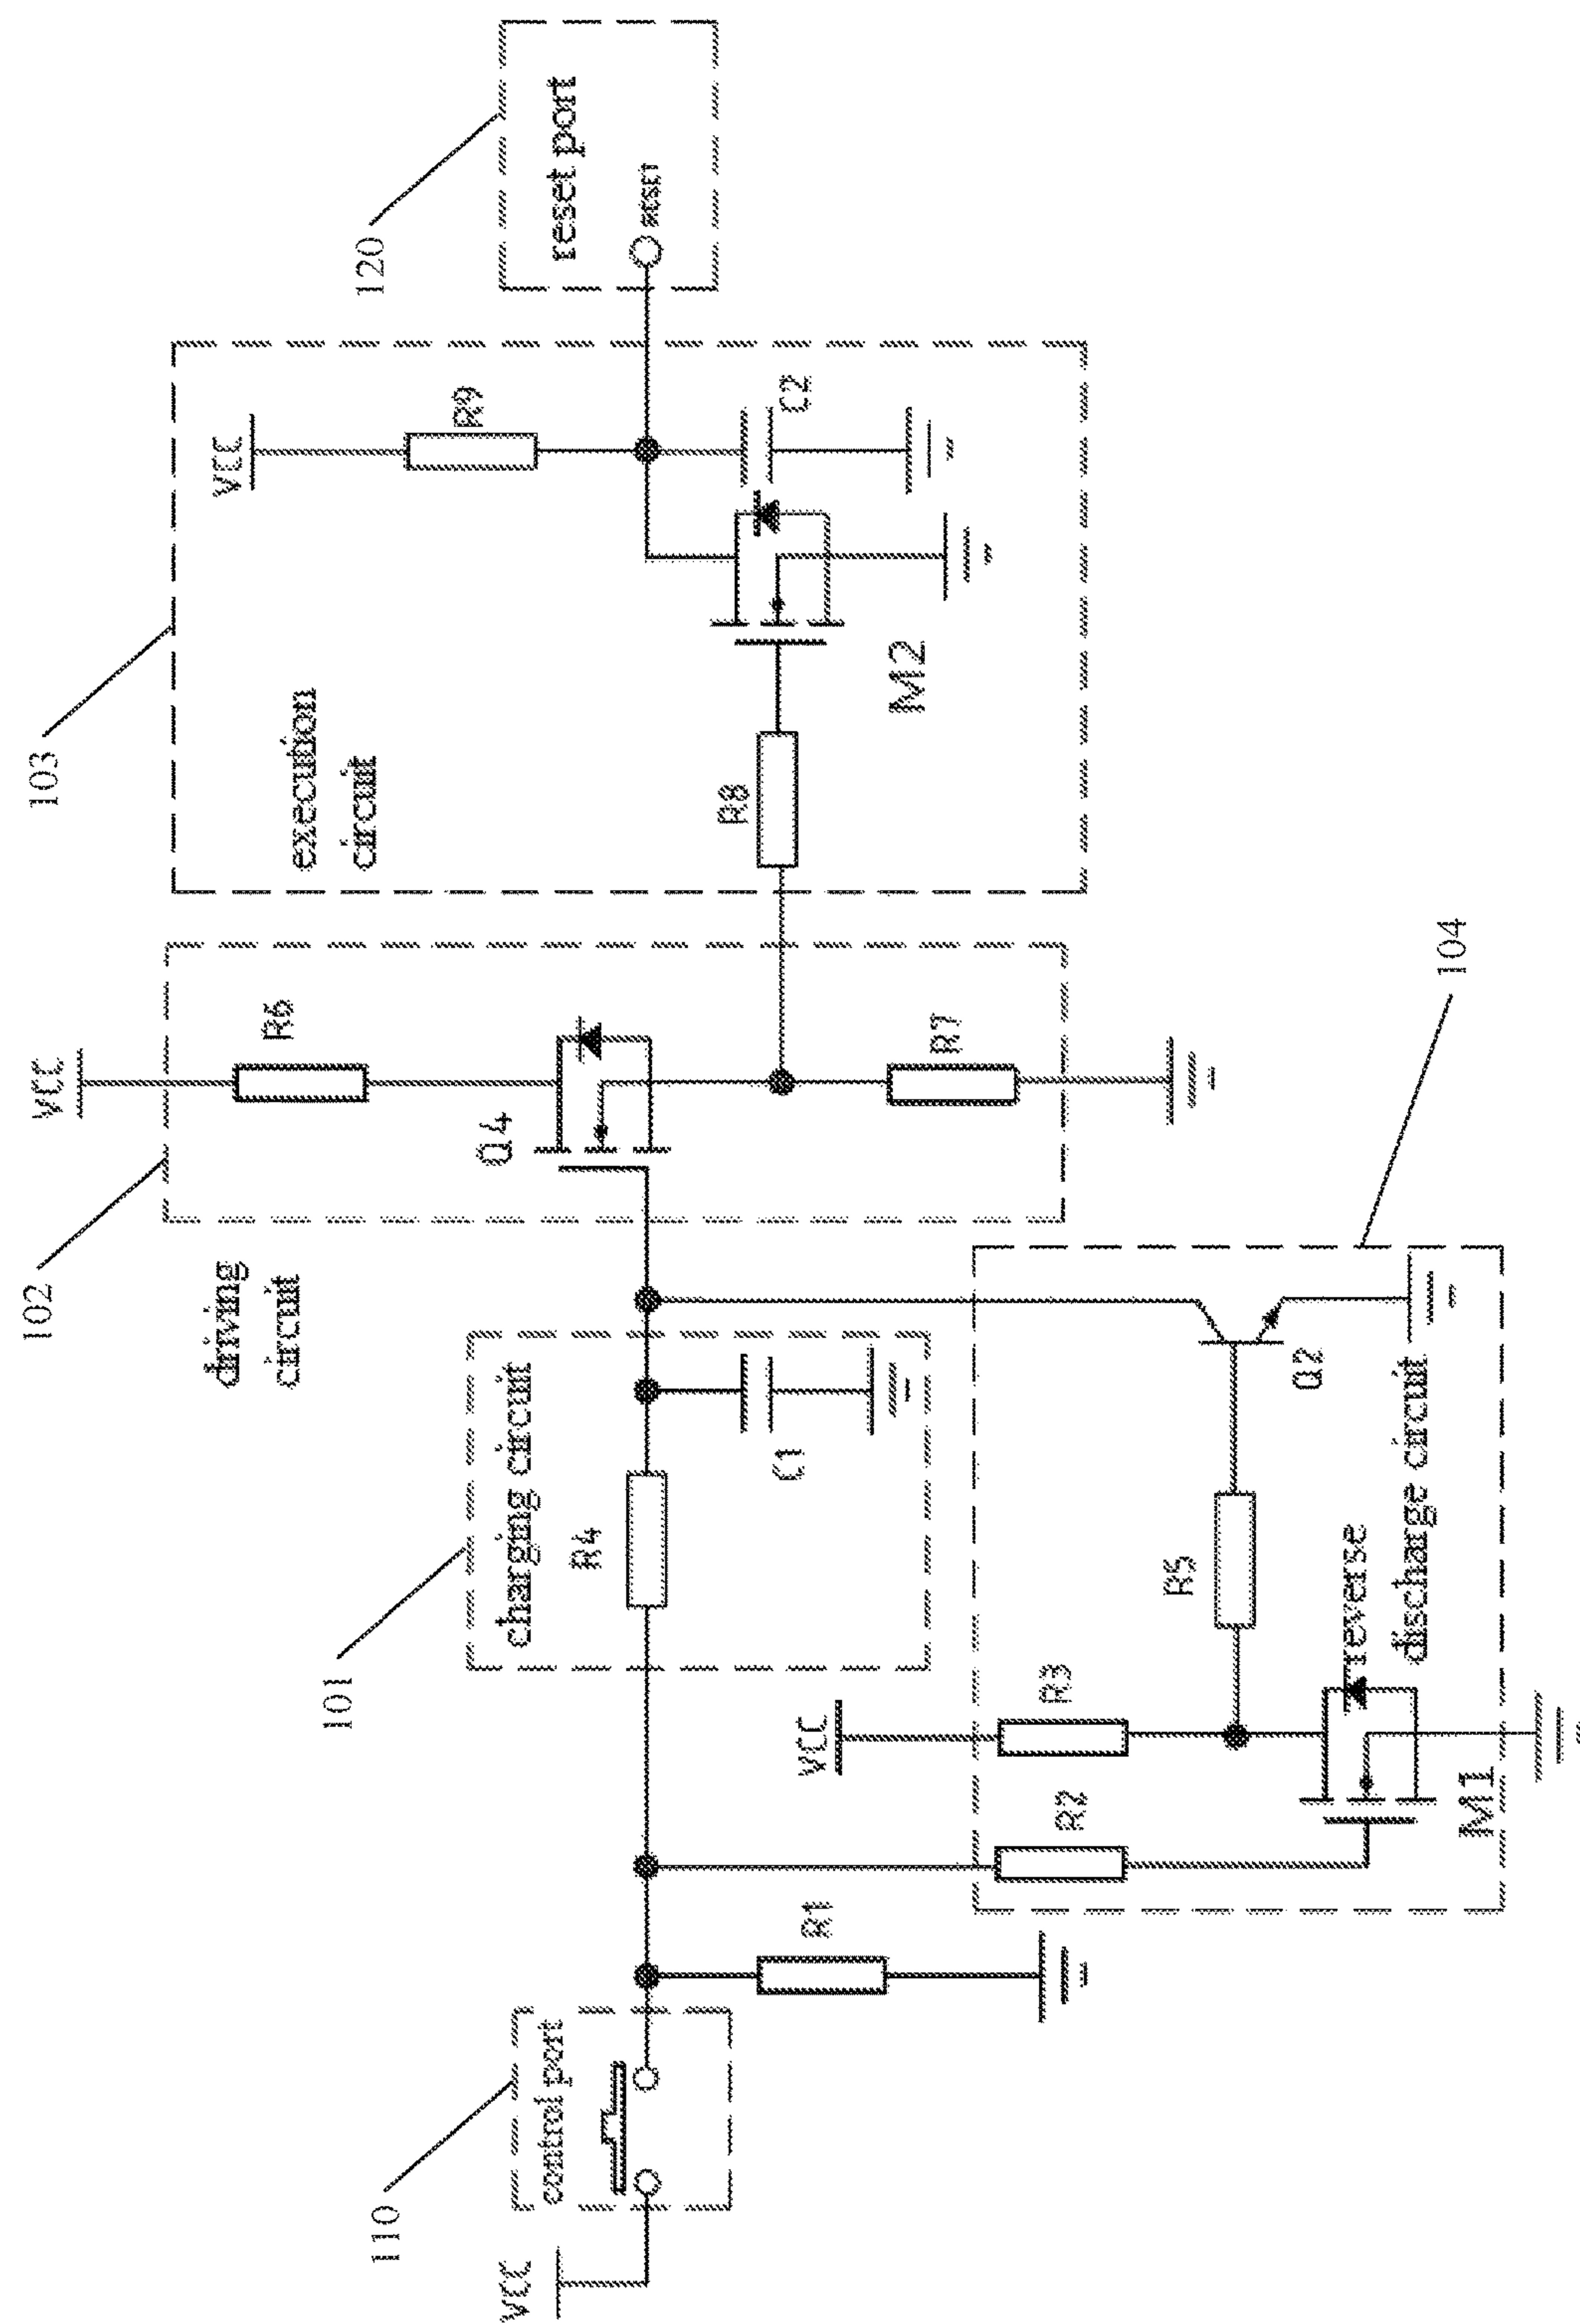 VCC
110
control port
R1
R2
VCC
R3
M1
reverse
discharge circuit
R5
Q2
104
101
charging circuit
R4
C1
102
driving
circuit
VCC
R6
Q4
R7
103
execution
circuit
R8
M2
VCC
R9
C2
120
reset port
RESET